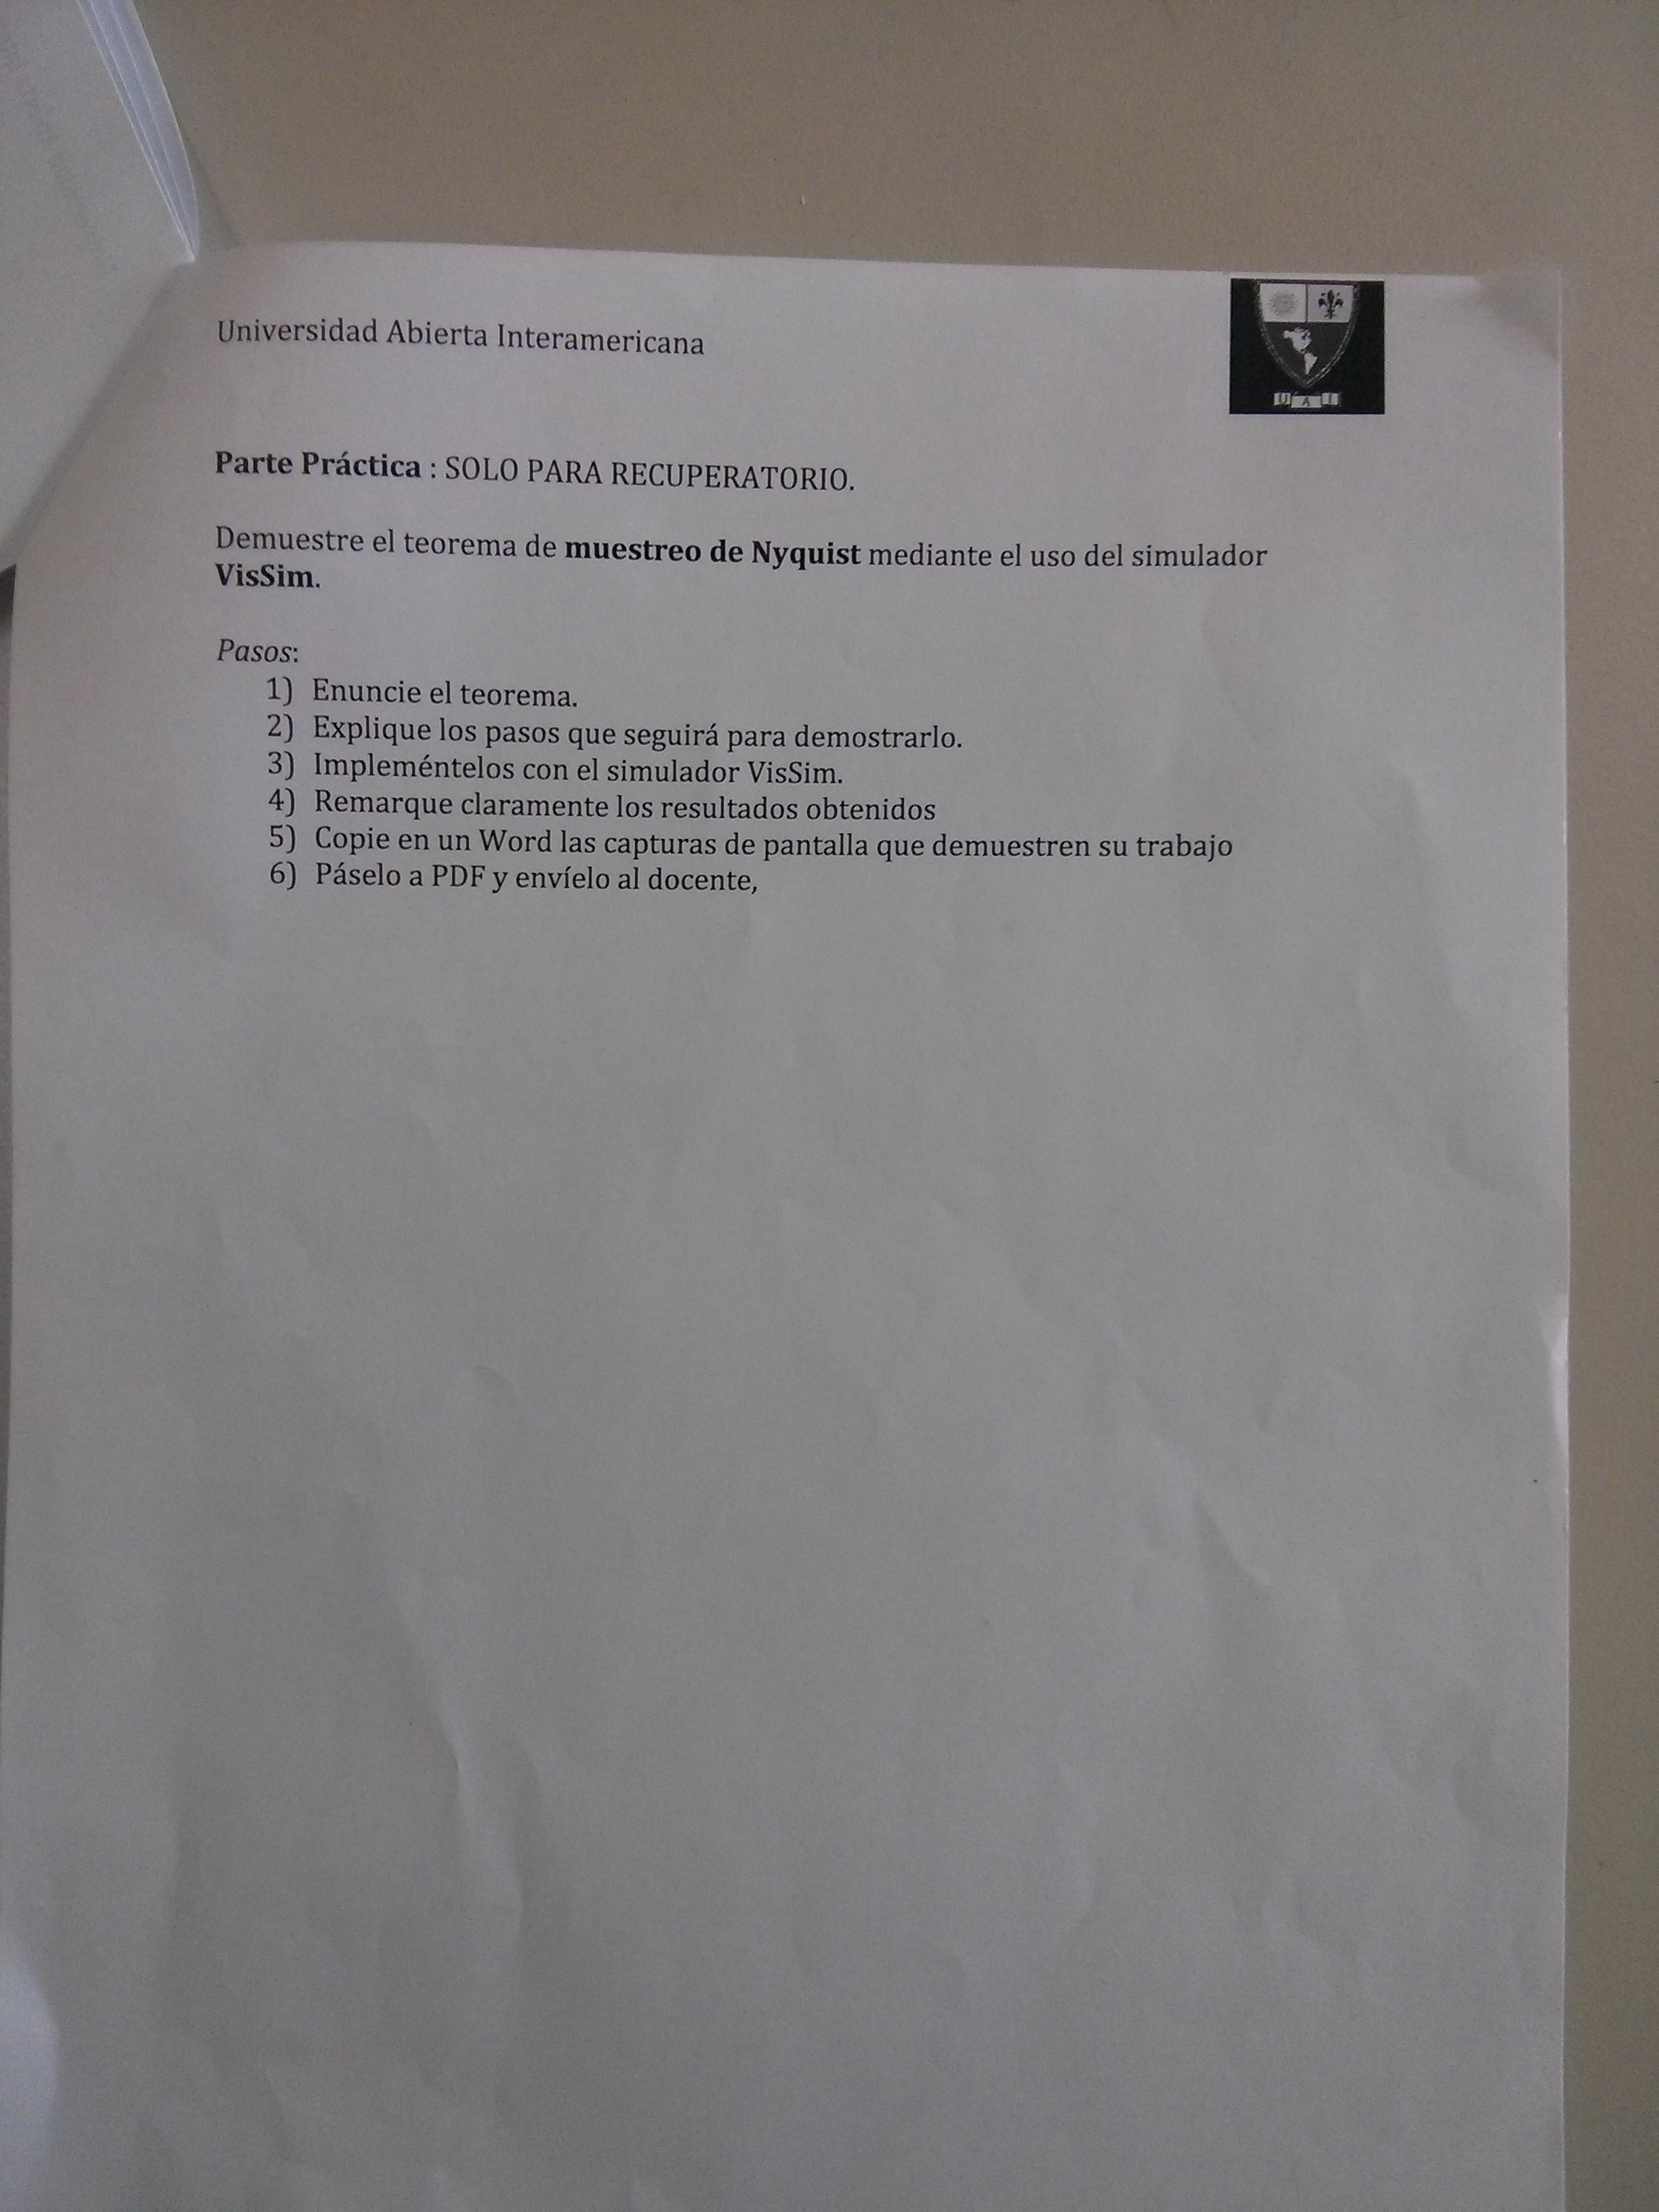 Universidad Abierta Interamericana
U A I
Parte Práctica : SOLO PARA RECUPERATORIO.
Demuestre el teorema de muestreo de Nyquist mediante el uso del simulador
VisSim.
Pasos:
1) Enuncie el teorema.
2) Explique los pasos que seguirá para demostrarlo.
3) Impleméntelos con el simulador VisSim.
4) Remarque claramente los resultados obtenidos
5) Copie en un Word las capturas de pantalla que demuestren su trabajo
6) Páselo a PDF y envíelo al docente,